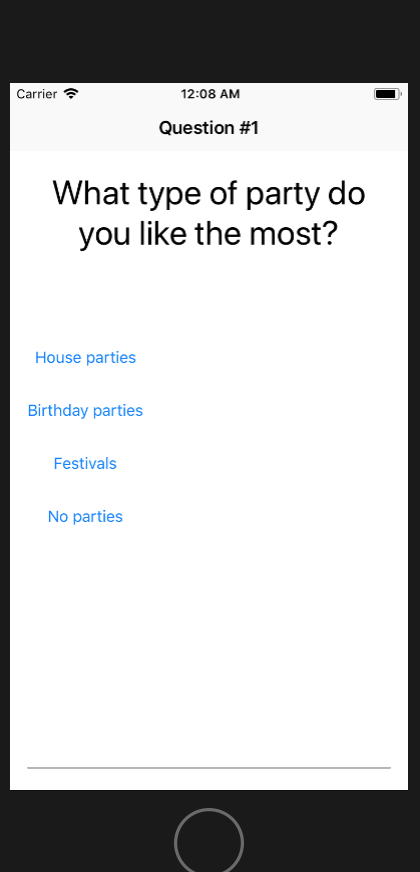 Carrier 12:08 AM
Question #1
What type of party do
you like the most?
House parties
Birthday parties
Festivals
No parties